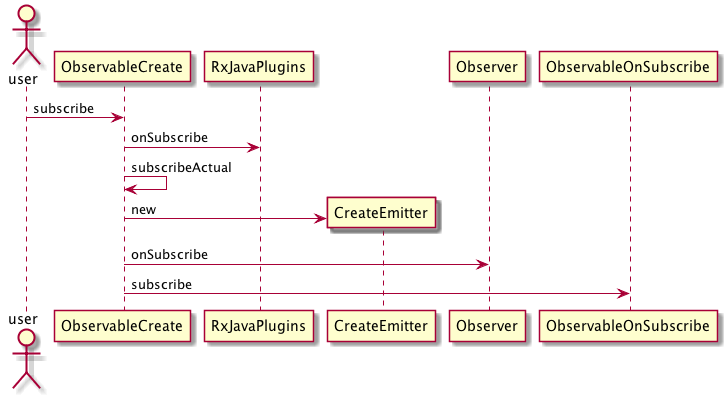 user
ObservableCreate
RxJavaPlugins
Observer
ObservableOnSubscribe
subscribe
onSubscribe
subscribeActual
new
CreateEmitter
onSubscribe
subscribe
user
ObservableCreate
RxJavaPlugins
CreateEmitter
Observer
ObservableOnSubscribe